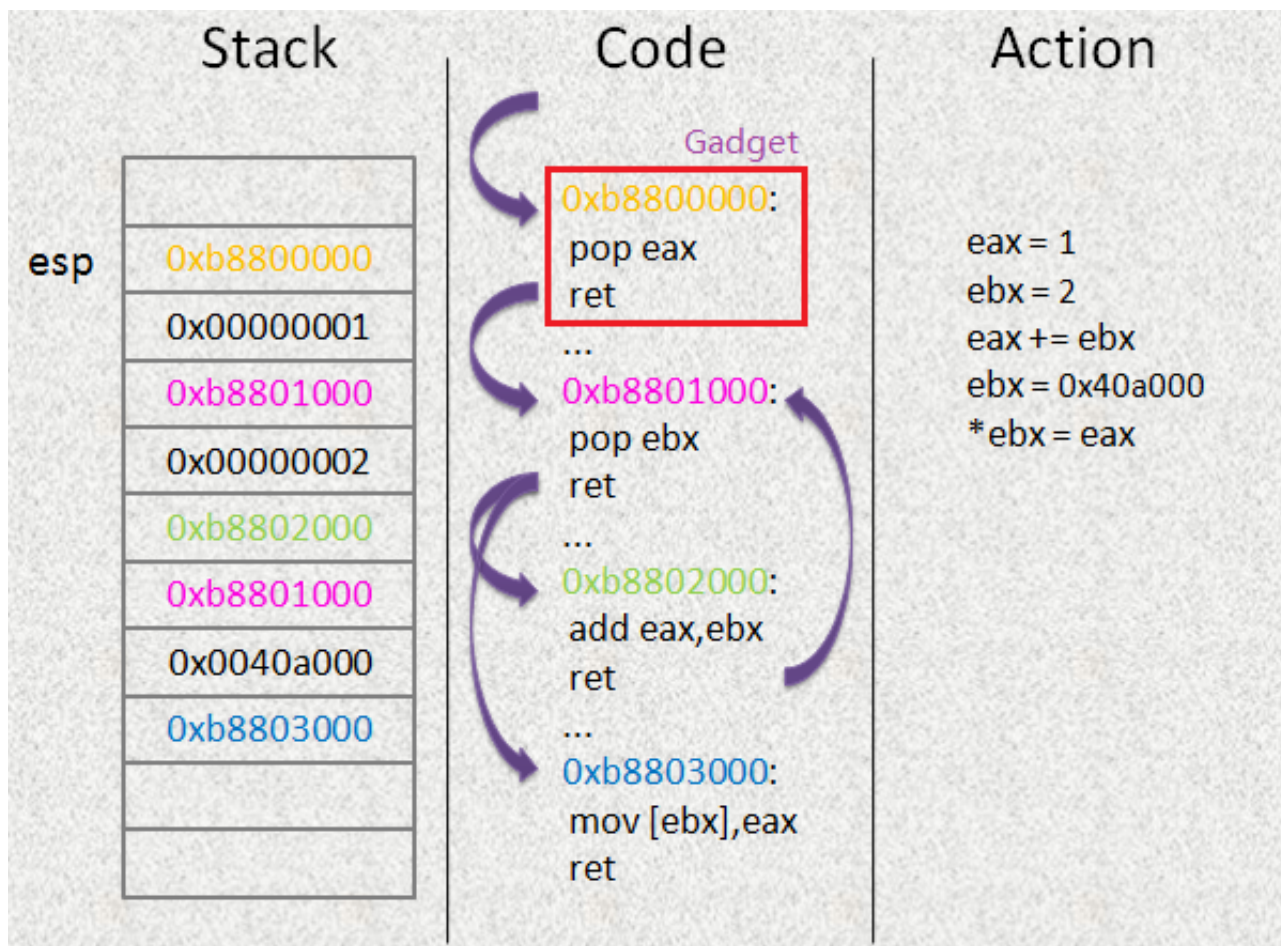 Stack
Code
Action
esp
0xb8800000
0x00000001
0xb8801000
0x00000002
0xb8802000
0xb8801000
0x0040a000
0xb8803000
Gadget
0xb8800000:
pop eax
ret
...
0xb8801000:
pop ebx
ret
...
0xb8802000:
add eax,ebx
ret
...
0xb8803000:
mov [ebx],eax
ret
eax = 1
ebx = 2
eax += ebx
ebx = 0x40a000
*ebx = eax